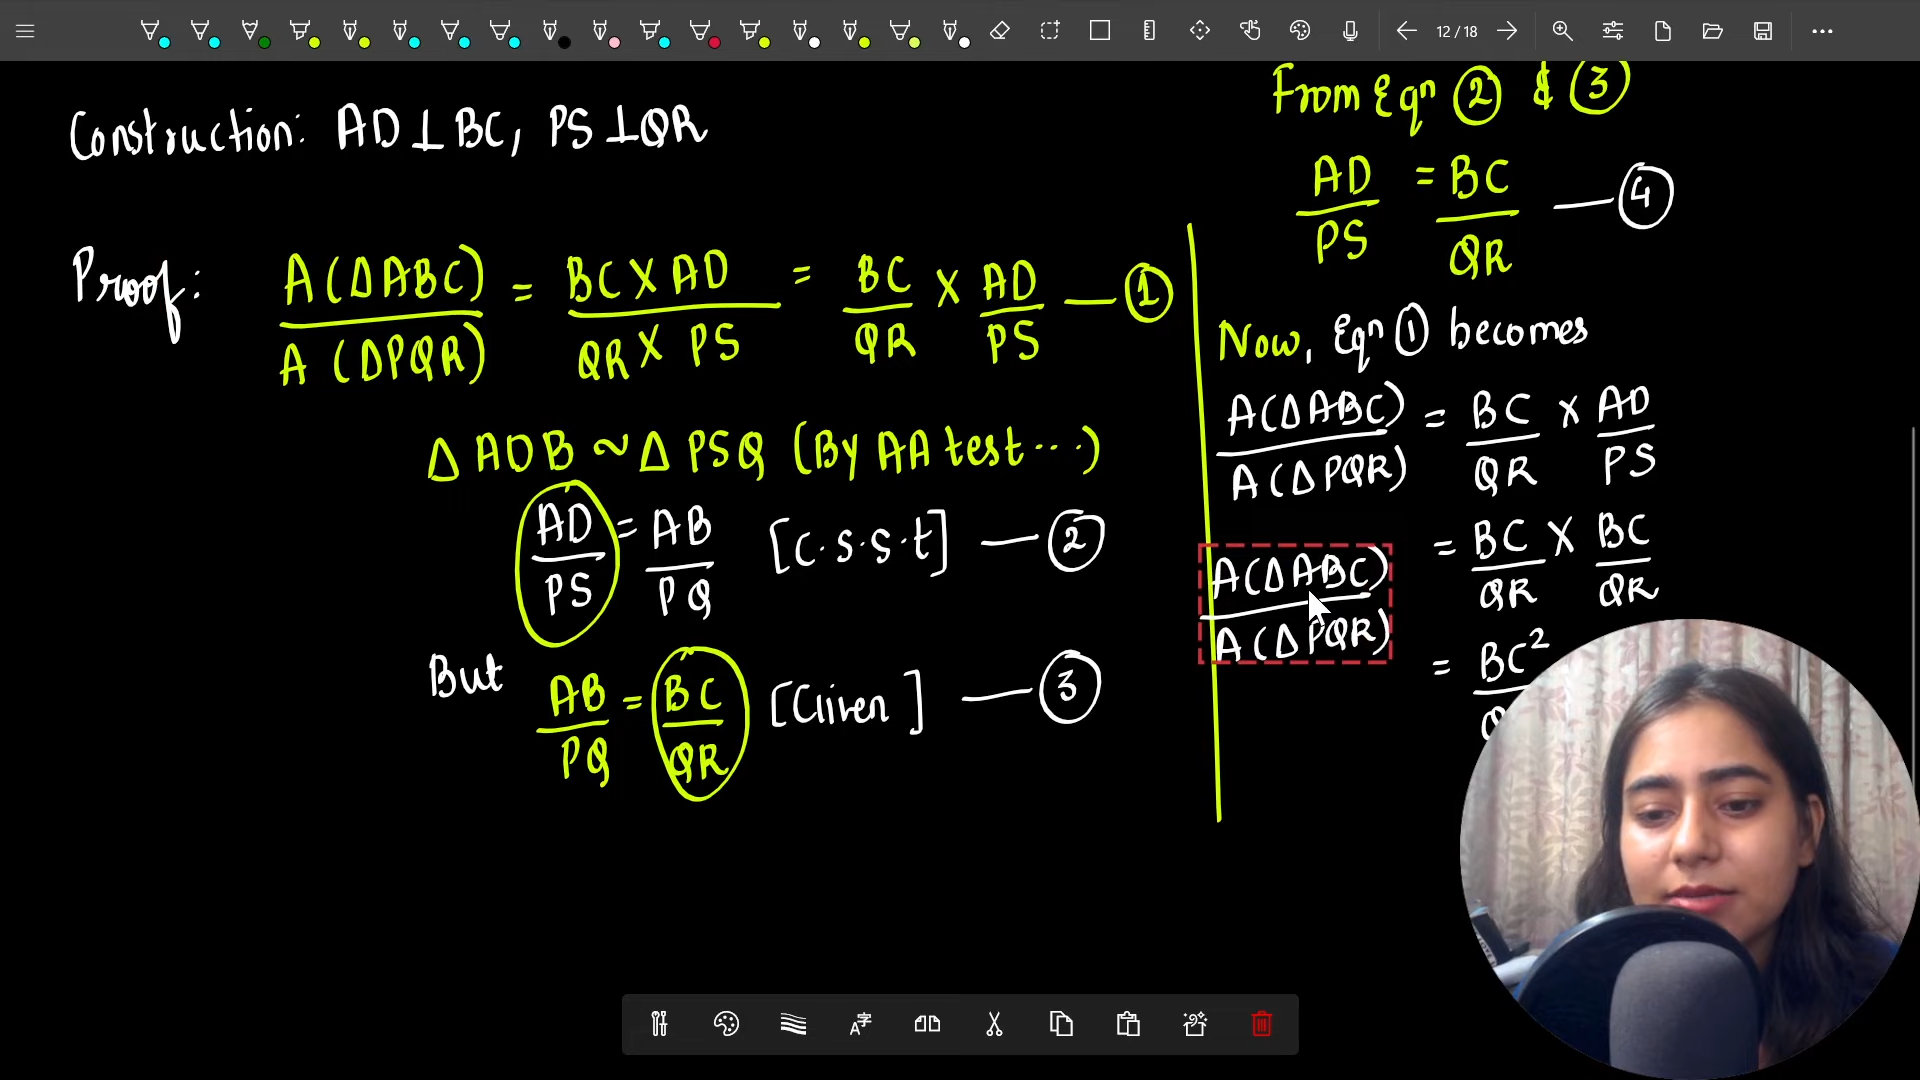 12/18
Construction: AD⊥BC, PS⊥QR
Proof: A(ΔABC)/A(ΔPQR) = BC X AD/QR X PS = BC/QR X AD/PS — ①
Δ ADB ~ Δ PSQ (By AA test...)
AD/PS = AB/PQ [c.s.s.t] — ②
But AB/PQ = BC/QR [Given] — ③
From Eqn ② & ③
AD/PS = BC/QR — ④
Now, Eqn ① becomes
A(ΔABC)/A(ΔPQR) = BC/QR X AD/PS
= BC/QR X BC/QR
A(ΔABC)/A(ΔPQR) = BC²